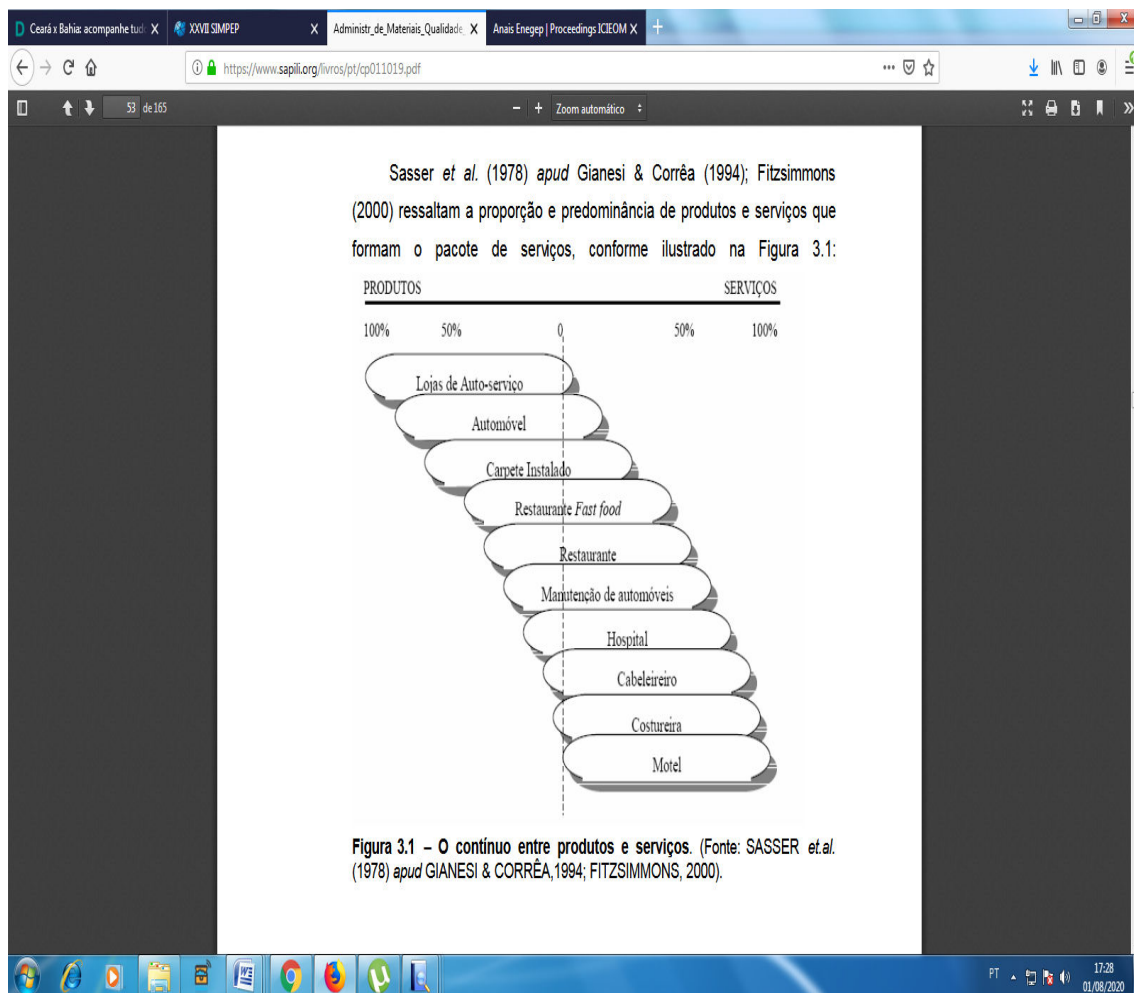 Ceará x Bahia: acompanhe tud
XXVII SIMPEP
Administr_de_Materiais_Qualidade_
Anais Enegep | Proceedings ICIEOM
https://www.sapili.org/livros/pt/cp011019.pdf
53 de 165
Zoom automático
Sasser et al. (1978) apud Gianesi & Corrêa (1994); Fitzsimmons
(2000) ressaltam a proporção e predominância de produtos e serviços que
formam o pacote de serviços, conforme ilustrado na Figura 3.1:
PRODUTOS SERVIÇOS
100% 50% 0 50% 100%
Lojas de Auto-serviço
Automóvel
Carpete Instalado
Restaurante Fast food
Restaurante
Manutenção de automóveis
Hospital
Cabeleireiro
Costureira
Motel
Figura 3.1 – O contínuo entre produtos e serviços. (Fonte: SASSER et.al.
(1978) apud GIANESI & CORRÊA,1994; FITZSIMMONS, 2000).
PT
17:28
01/08/2020